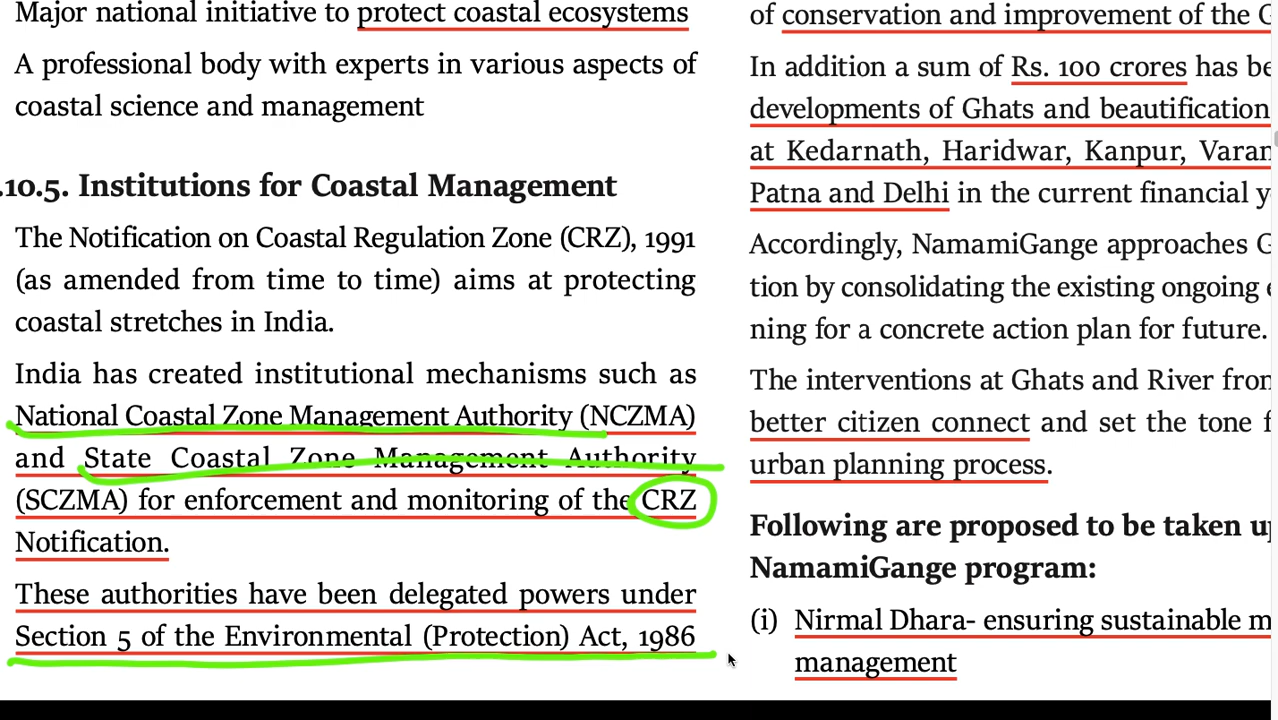 Major national initiative to protect coastal ecosystems
A professional body with experts in various aspects of
coastal science and management
.10.5. Institutions for Coastal Management
The Notification on Coastal Regulation Zone (CRZ), 1991
(as amended from time to time) aims at protecting
coastal stretches in India.
India has created institutional mechanisms such as
National Coastal Zone Management Authority (NCZMA)
and State Coastal Zone Management Authority
(SCZMA) for enforcement and monitoring of the CRZ
Notification.
These authorities have been delegated powers under
Section 5 of the Environmental (Protection) Act, 1986
of conservation and improvement of the
In addition a sum of Rs. 100 crores has
developments of Ghats and beautification
at Kedarnath, Haridwar, Kanpur,
Patna and Delhi in the current financial
Accordingly, NamamiGange approaches
tion by consolidating the existing ongoing
ning for a concrete action plan for future.
The interventions at Ghats and River
better citizen connect and set the tone
urban planning process.
Following are proposed to be taken
NamamiGange program:
(i) Nirmal Dhara- ensuring sustainable
management